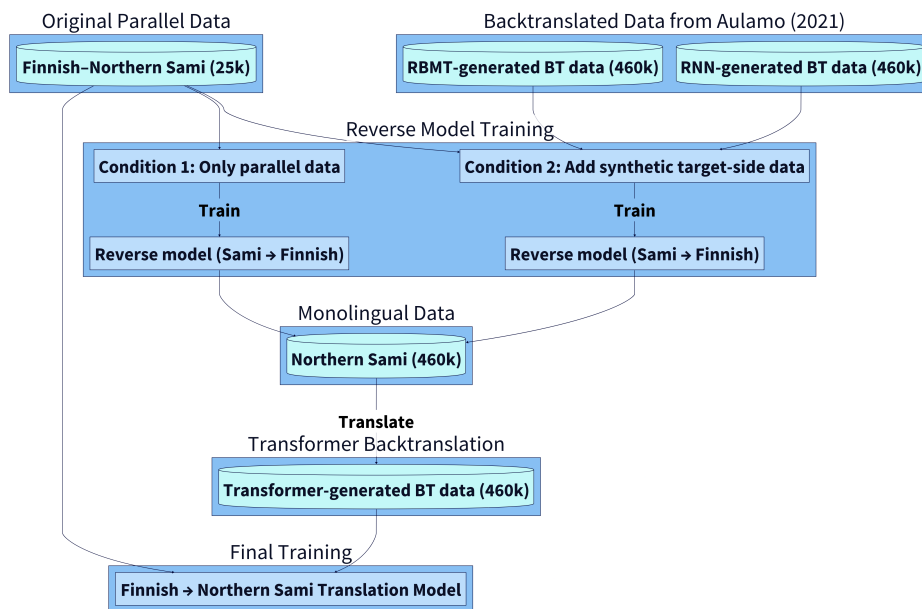 Original Parallel Data
Backtranslated Data from Aulamo (2021)
Finnish–Northern Sami (25k)
RBMT-generated BT data (460k)
RNN-generated BT data (460k)
Reverse Model Training
Condition 1: Only parallel data
Condition 2: Add synthetic target-side data
Train
Train
Reverse model (Sami → Finnish)
Reverse model (Sami → Finnish)
Monolingual Data
Northern Sami (460k)
Translate
Transformer Backtranslation
Transformer-generated BT data (460k)
Final Training
Finnish → Northern Sami Translation Model